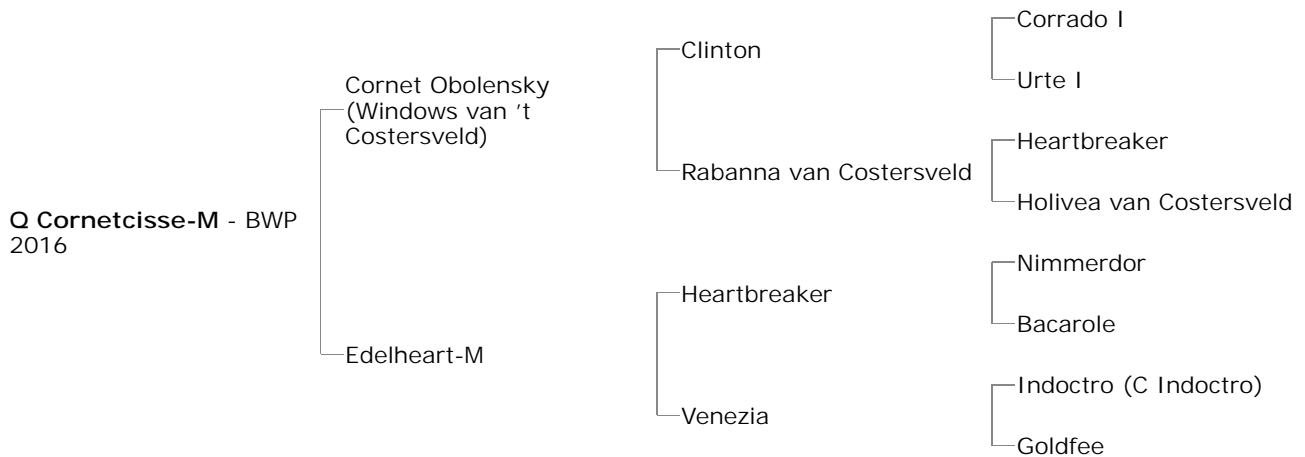 Q Cornetcisse-M - BWP
2016
Cornet Obolensky
(Windows van 't
Costersveld)
Edelheart-M
Clinton
Rabanna van Costersveld
Heartbreaker
Venezia
Corrado I
Urte I
Heartbreaker
Holivea van Costersveld
Nimmerdor
Bacarole
Indoctro (C Indoctro)
Goldfee